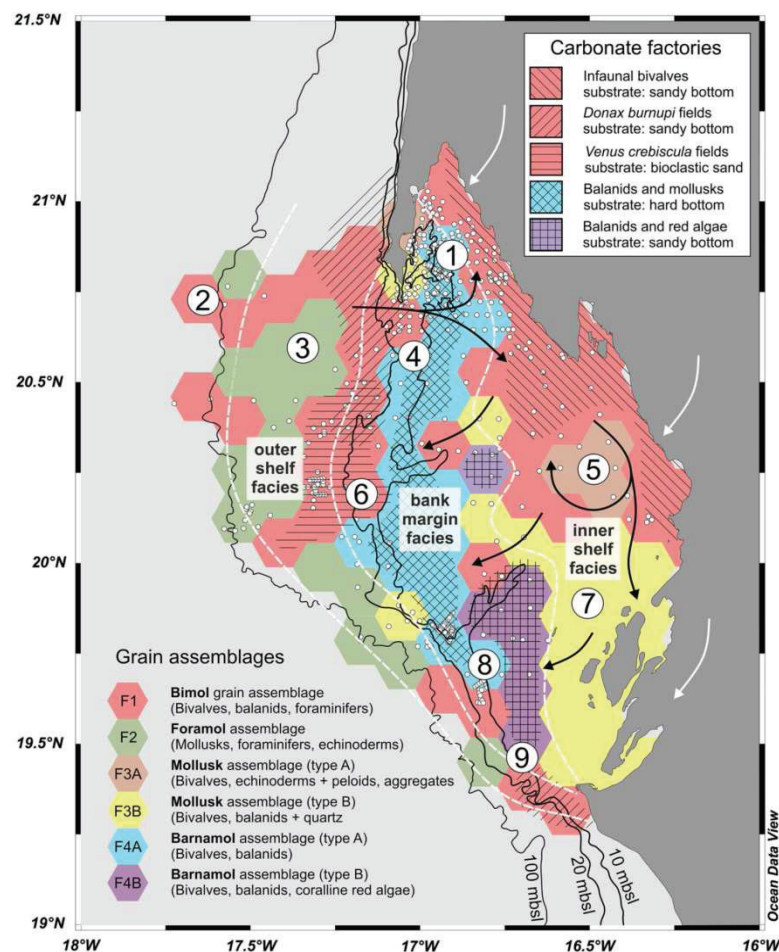 21.5°N
21°N
20.5°N
20°N
19.5°N
19°N
18°W
17.5°W
17°W
16.5°W
16°W
Carbonate factories
Infaunal bivalves
substrate: sandy bottom
Donax burnupi fields
substrate: sandy bottom
Venus crebiscula fields
substrate: bioclastic sand
Balanids and mollusks
substrate: hard bottom
Balanids and red algae
substrate: sandy bottom
1
2
3
4
5
6
7
8
9
outer
shelf
facies
bank
margin
facies
inner
shelf
facies
Grain assemblages
F1
Bimol grain assemblage
(Bivalves, balanids, foraminifers)
F2
Foramol assemblage
(Mollusks, foraminifers, echinoderms)
F3A
Mollusk assemblage (type A)
(Bivalves, echinoderms + peloids, aggregates)
F3B
Mollusk assemblage (type B)
(Bivalves, balanids + quartz)
F4A
Barnamol assemblage (type A)
(Bivalves, balanids)
F4B
Barnamol assemblage (type B)
(Bivalves, balanids, coralline red algae)
100 mbsl
20 mbsl
10 mbsl
Ocean Data View